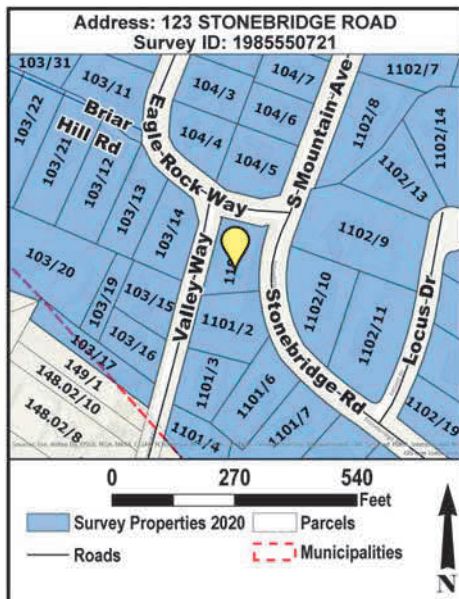 Address: 123 STONEBRIDGE ROAD
Survey ID: 1985550721
103/31
103/11
104/3
104/7
1102/7
103/22
Briar
Hill Rd
Eagle-Rock-Way
104/6
S-Mountain-Ave
1102/8
1102/14
103/21
103/12
104/4
104/5
1102/13
103/13
103/14
1102/9
103/20
103/19
103/15
Valley-Way
1102/10
103/16
1101/2
Stonebridge-Rd
1102/11
Locus-Dr
103/17
149/1
1101/3
1101/6
148.02/10
148.02/8
1101/4
1101/7
1102/19
0 270 540
Feet
Survey Properties 2020
Parcels
Roads
Municipalities
N